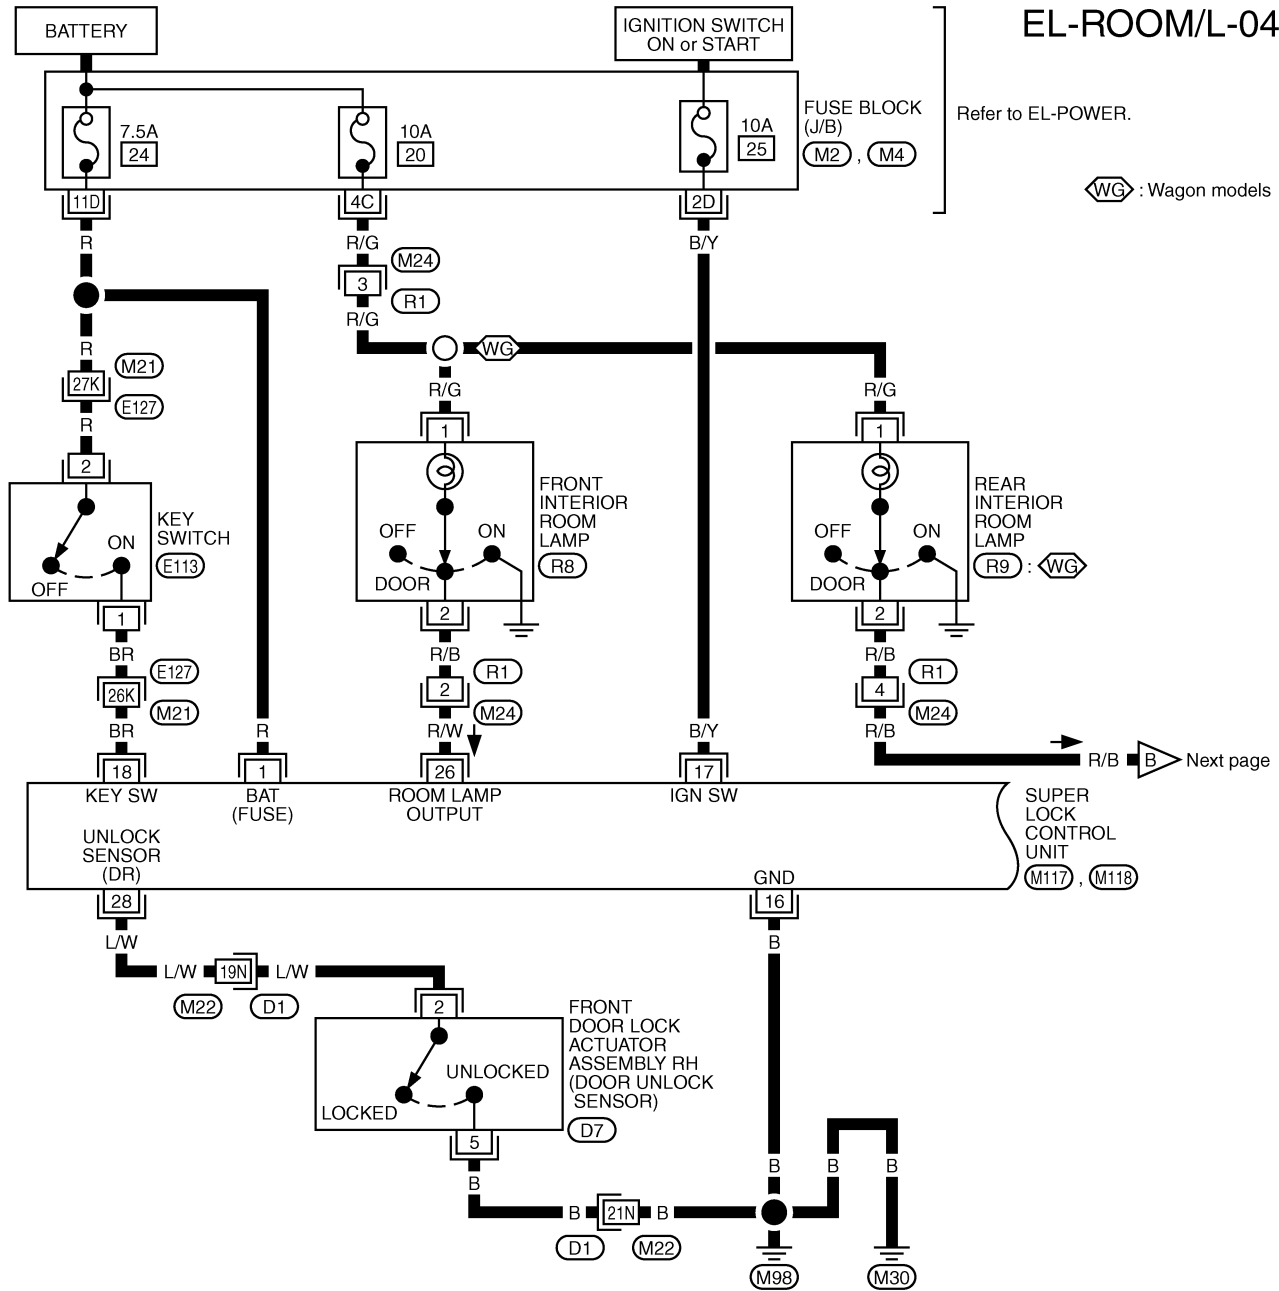 EL-ROOM/L-04
BATTERY
IGNITION SWITCH
ON or START
7.5A
24
10A
20
10A
25
FUSE BLOCK
(J/B)
M2 , M4
Refer to EL-POWER.
WG : Wagon models
11D
4C
2D
R
R/G
B/Y
M24
3
R1
R/G
WG
R
M21
27K
E127
R
R/G
R/G
2
1
1
KEY
SWITCH
E113
ON
OFF
FRONT
INTERIOR
ROOM
LAMP
R8
OFF
ON
DOOR
REAR
INTERIOR
ROOM
LAMP
R9 : WG
OFF
ON
DOOR
1
2
2
BR
R/B
R/B
E127
26K
M21
R1
2
M24
R1
4
M24
BR
R
R/W
B/Y
R/B
R/B
B
Next page
18
1
26
17
KEY SW
BAT
(FUSE)
ROOM LAMP
OUTPUT
IGN SW
SUPER
LOCK
CONTROL
UNIT
M117 , M118
UNLOCK
SENSOR
(DR)
GND
28
16
L/W
B
L/W
19N
L/W
M22
D1
2
FRONT
DOOR LOCK
ACTUATOR
ASSEMBLY RH
(DOOR UNLOCK
SENSOR)
D7
UNLOCKED
LOCKED
5
B
B
B
B
B
21N
B
D1
M22
M98
M30